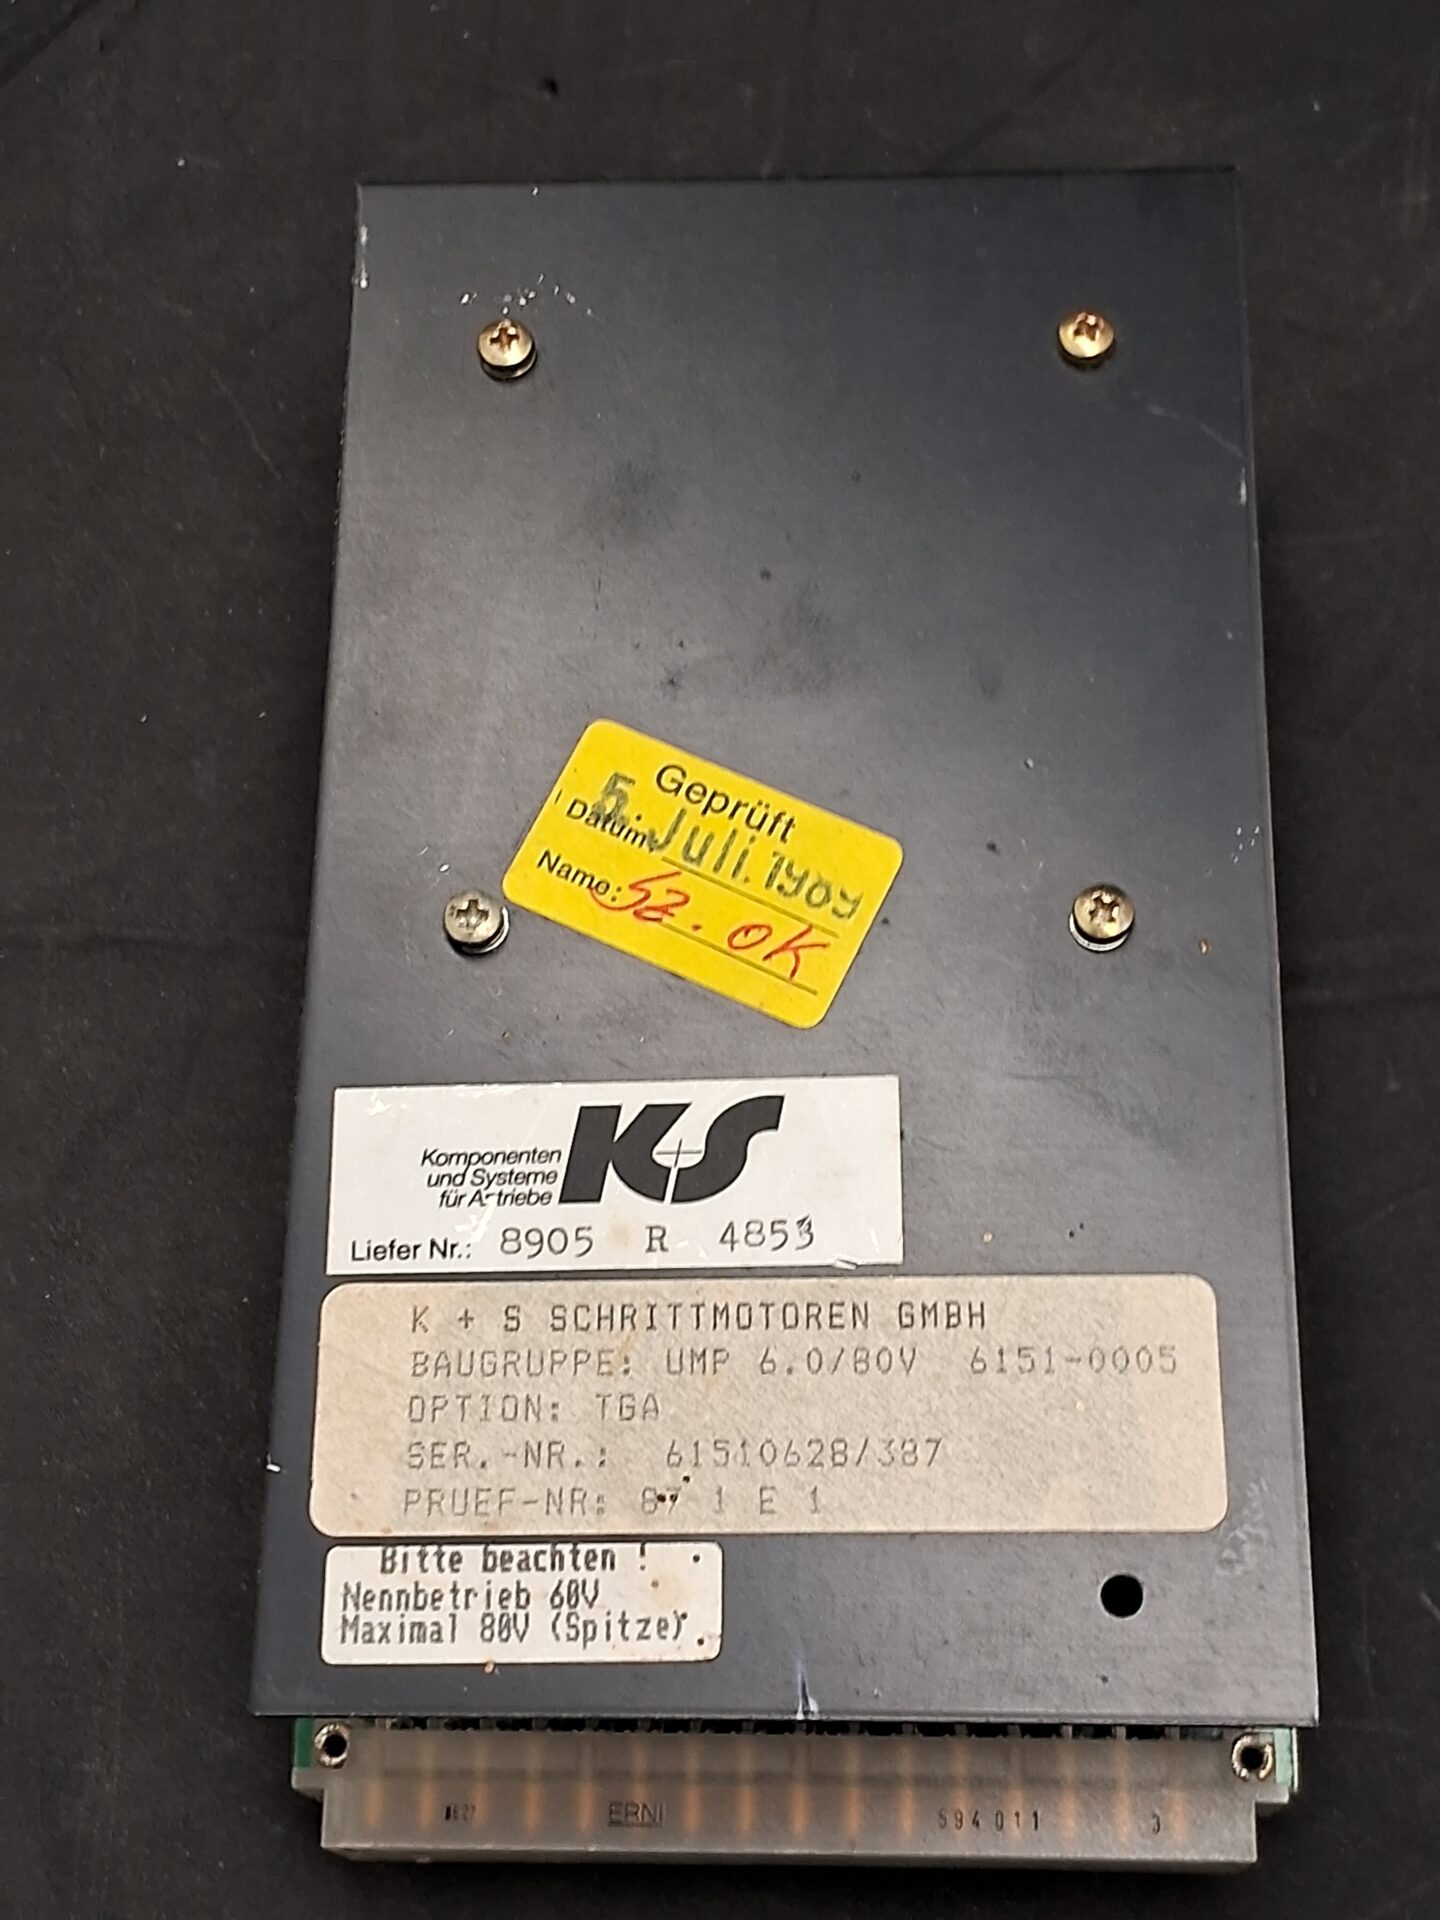 Geprüft
Datum: 5. Juli 1989
Name: Sz. OK
K+S
Komponenten
und Systeme
für Antriebe
Liefer Nr.: 8905 R 4853
K + S SCHRITTMOTOREN GMBH
BAUGRUPPE: UMP 6.0/80V 6151-0005
OPTION: TGA
SER.-NR.: 61510628/387
PRUEF-NR: 87 1 E 1
Bitte beachten !
Nennbetrieb 60V
Maximal 80V (Spitze).
ERNI 594011 3